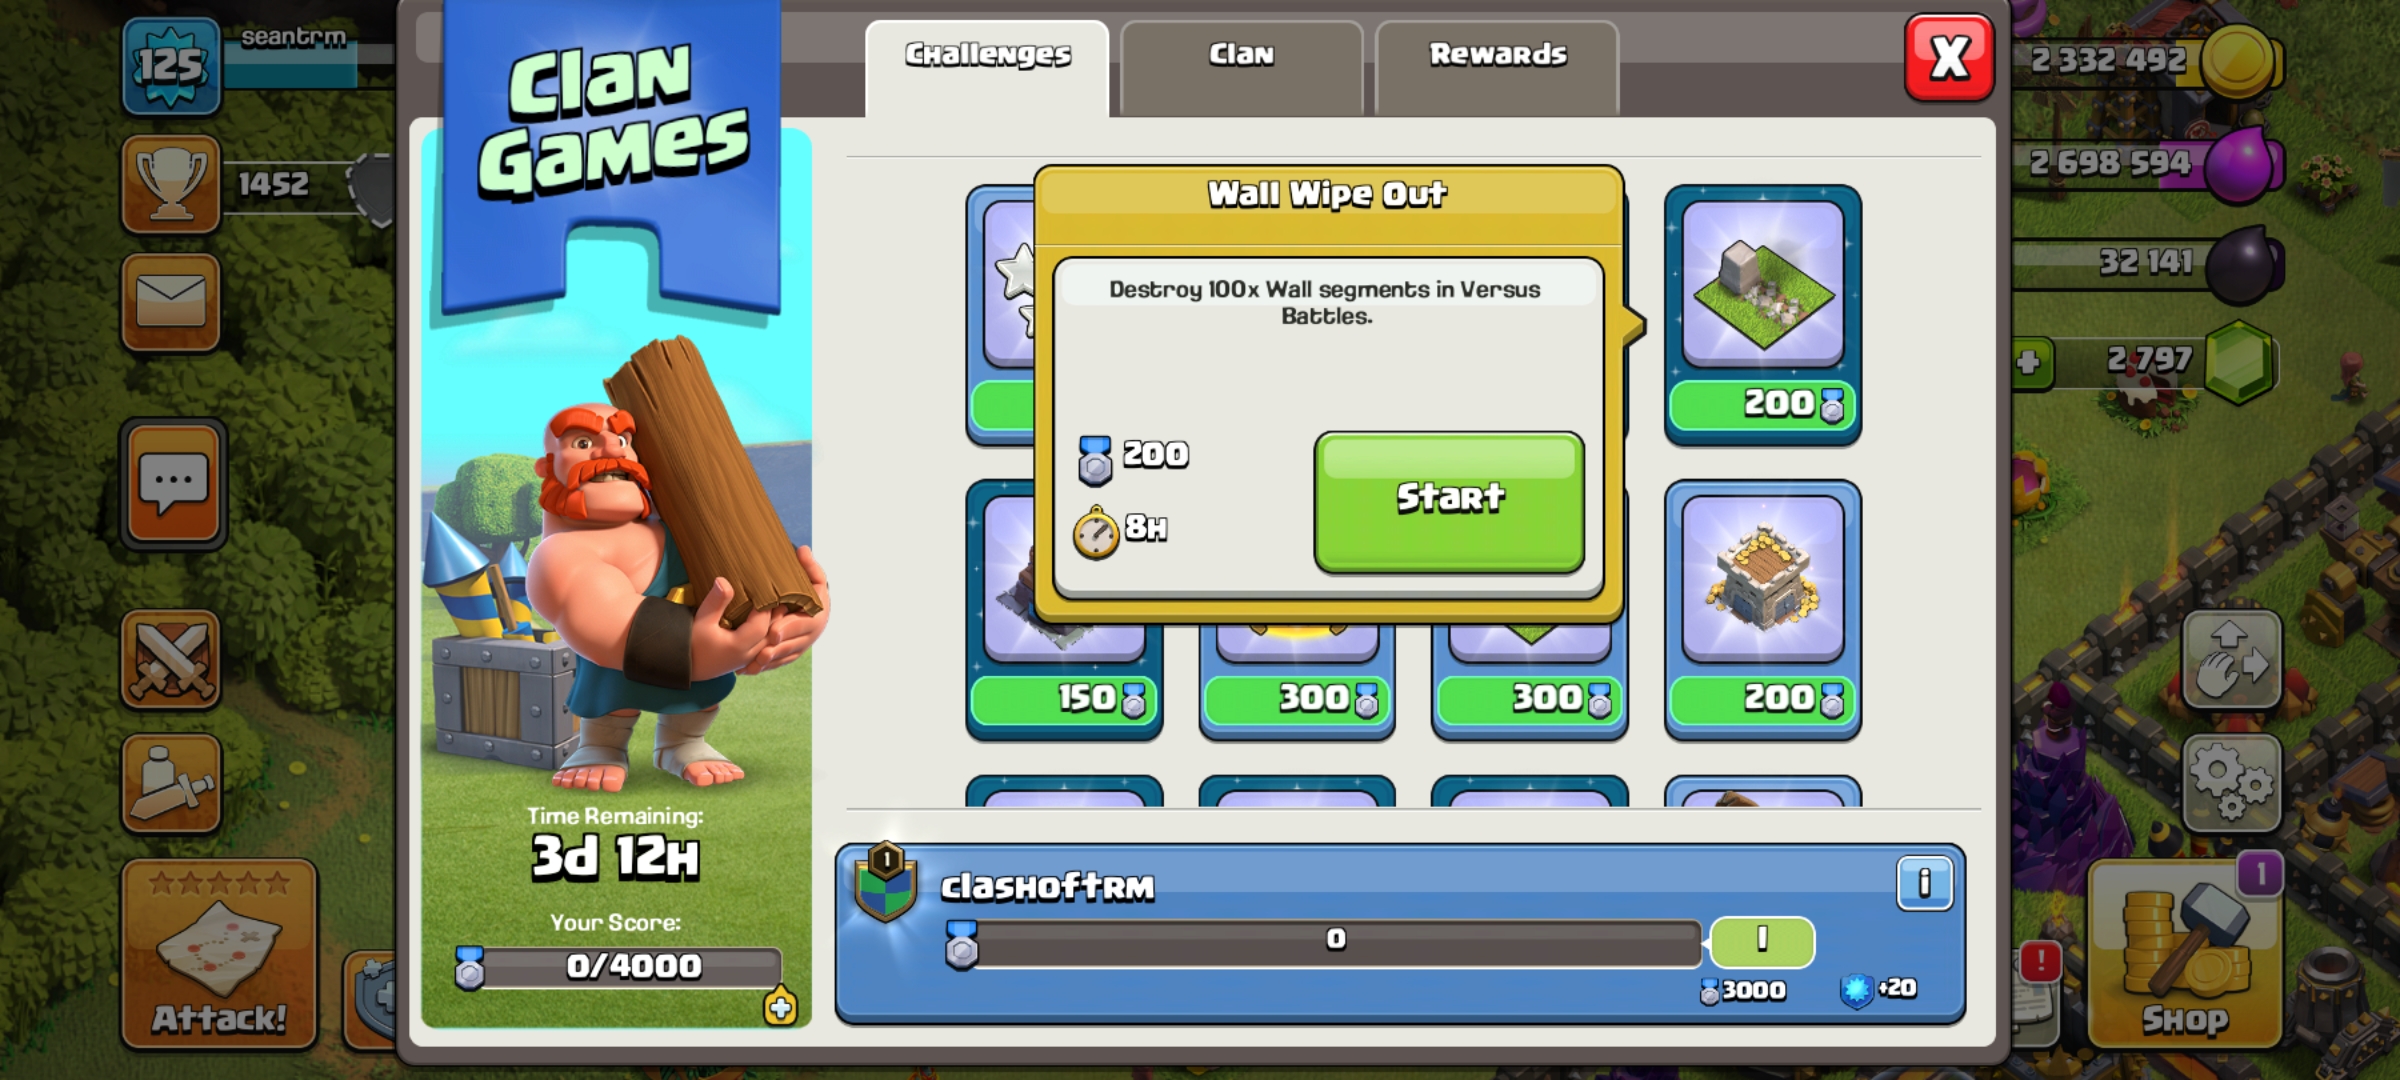 125
seantrm
1452
Attack!
Clan
Games
Time Remaining:
3d 12H
Your Score:
0/4000
Challenges
Clan
Rewards
X
Wall Wipe Out
Destroy 100x Wall segments in Versus
Battles.
200
8H
Start
200
150
300
300
200
1
clashoftrm
i
0
1
3000
+20
2 332 492
2 698 594
32 141
2 797
1
!
Shop